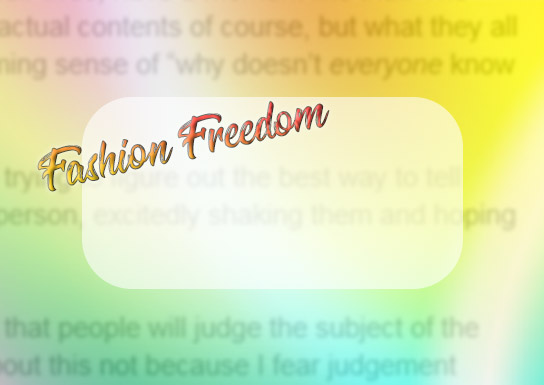 actual contents of course, but what they all
ning sense of "why doesn't everyone know
Fashion Freedom
trying to figure out the best way to tell
person, excitedly shaking them and hoping
that people will judge the subject of the
out this not because I fear judgement